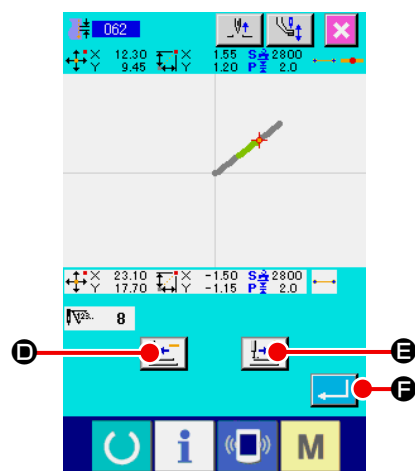 062
X 12.30 X 1.55 S 2800
Y 9.45 Y 1.20 P 2.0
X 23.10 X -1.50 S 2800
Y 17.70 Y -1.15 P 2.0
N 123.. 8
D E
F
i M